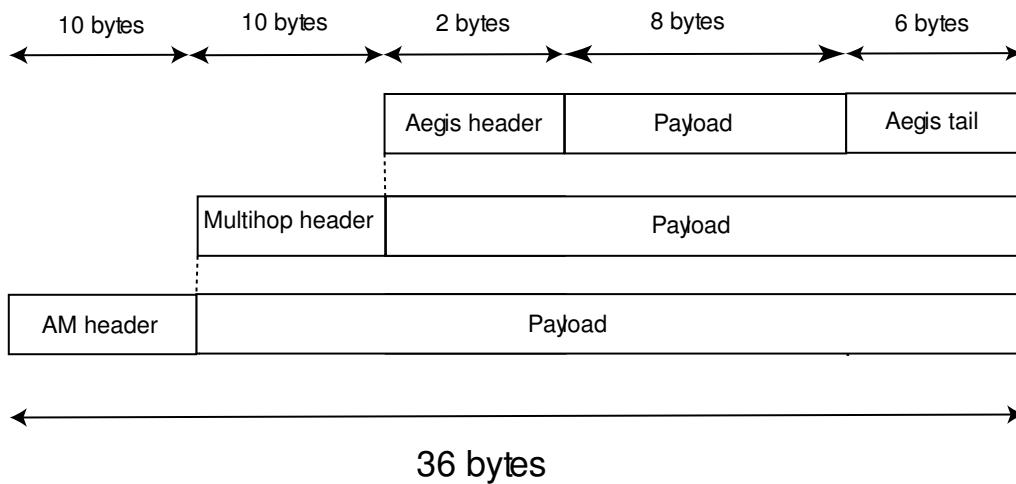 10 bytes 10 bytes 2 bytes 8 bytes 6 bytes
Aegis header Payload Aegis tail
Multihop header Payload
AM header Payload
36 bytes